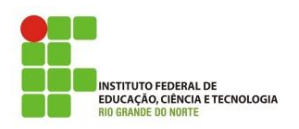 INSTITUTO FEDERAL DE
EDUCAÇÃO, CIÊNCIA E TECNOLOGIA
RIO GRANDE DO NORTE